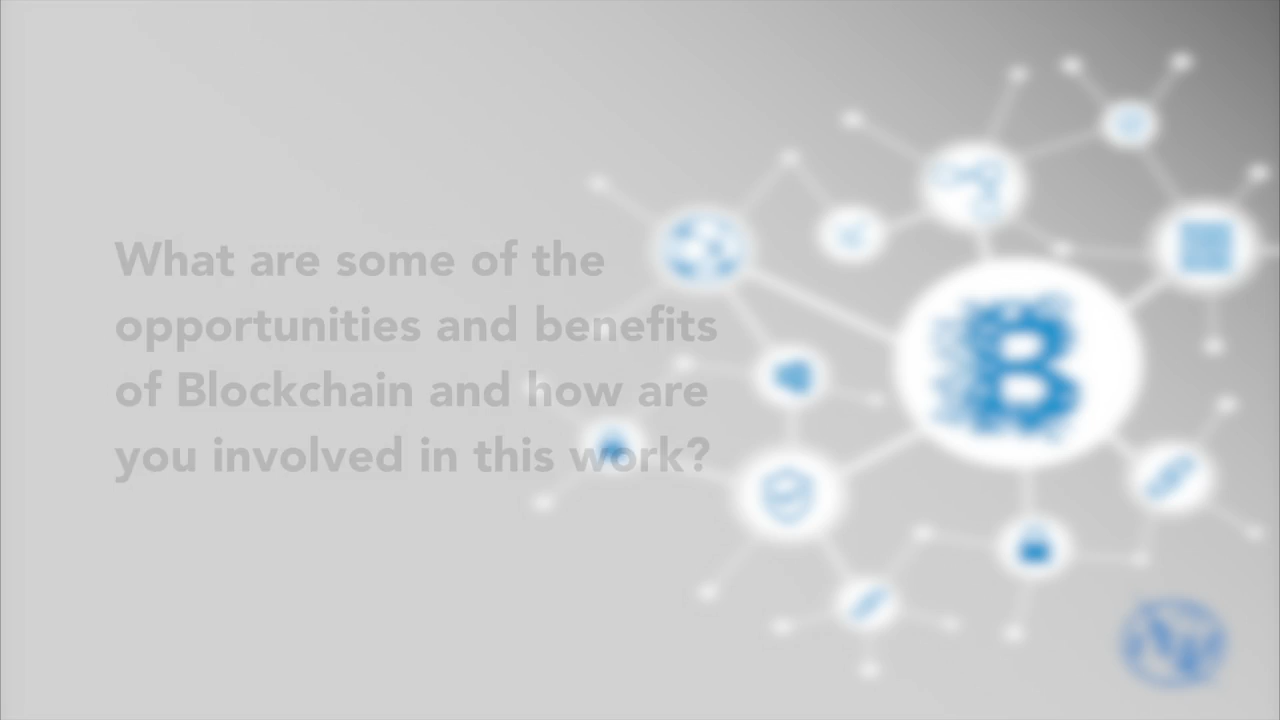 What are some of the
opportunities and benefits
of Blockchain and how are
you involved in this work?